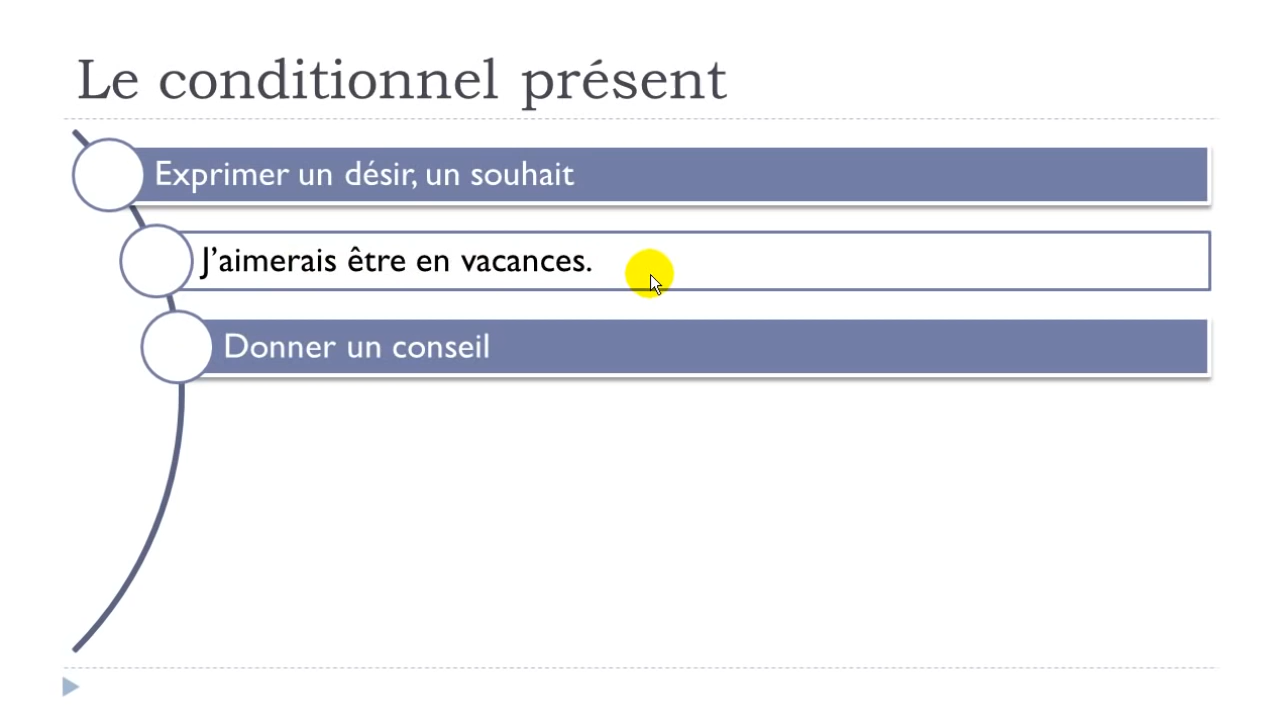 Le conditionnel présent
Exprimer un désir, un souhait
J’aimerais être en vacances.
Donner un conseil